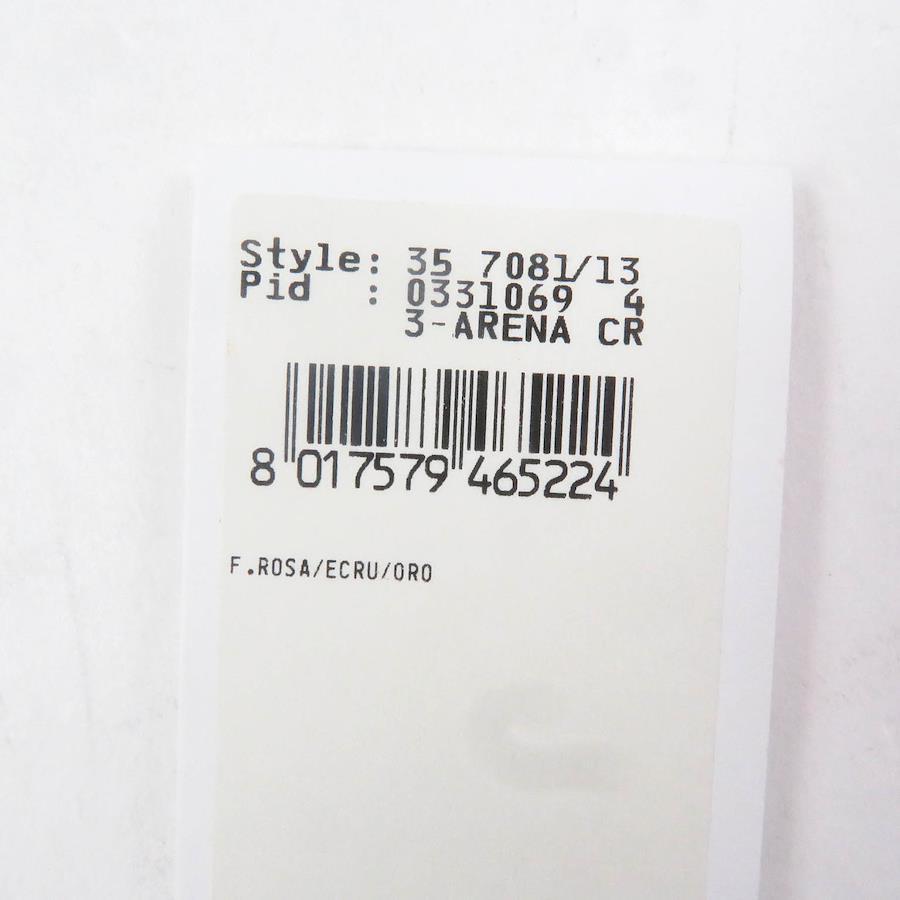 Style: 35 7081/13
Pid : 0331069 4
3-ARENA CR
8 017579 465224
F.ROSA/ECRU/ORO